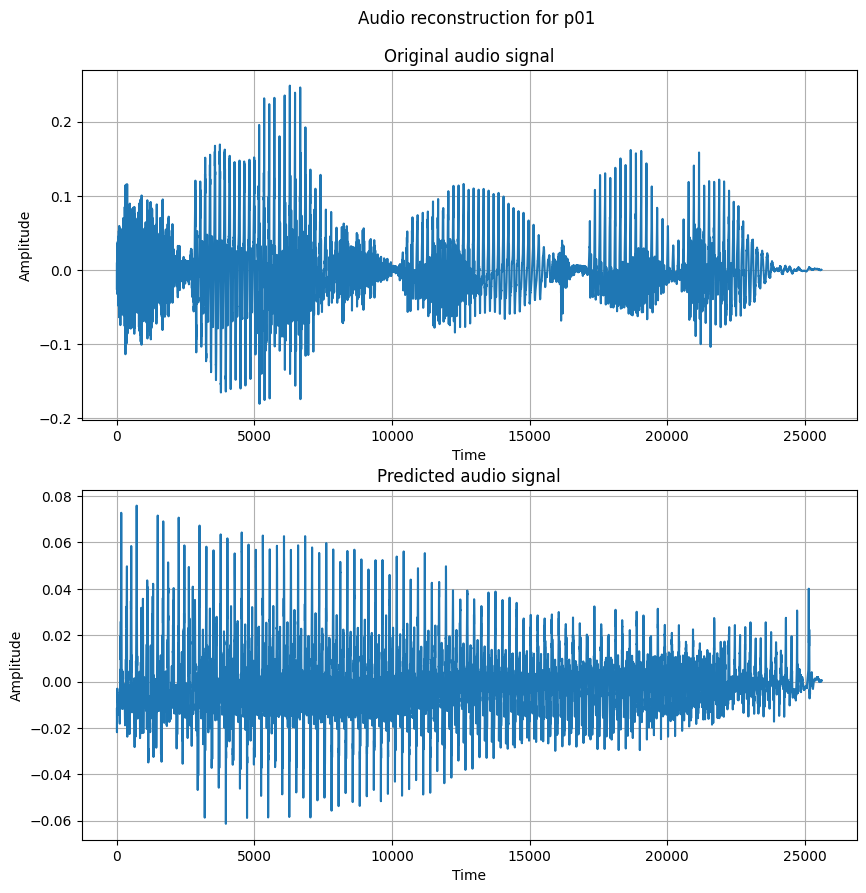 Audio reconstruction for p01
Original audio signal
0.2
0.1
0.0
−0.1
−0.2
Amplitude
0 5000 10000 15000 20000 25000
Time
Predicted audio signal
0.08
0.06
0.04
0.02
0.00
−0.02
−0.04
−0.06
Amplitude
0 5000 10000 15000 20000 25000
Time